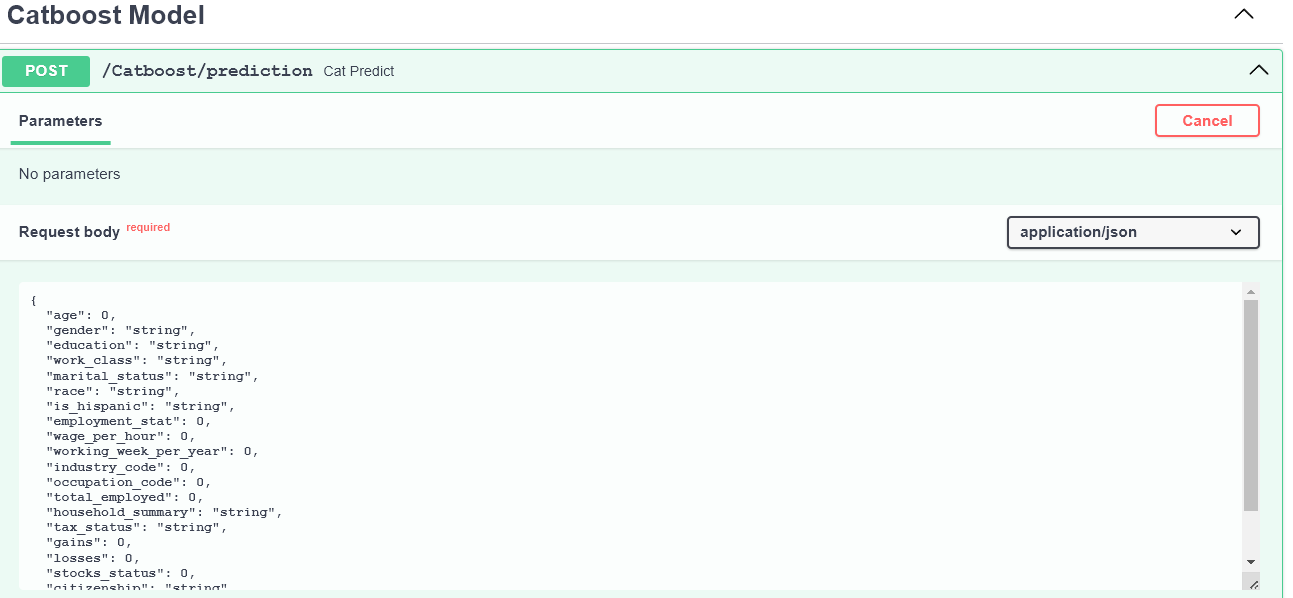 Catboost Model
POST /Catboost/prediction Cat Predict
Parameters
Cancel
No parameters
Request body required
application/json
{
"age": 0,
"gender": "string",
"education": "string",
"work_class": "string",
"marital_status": "string",
"race": "string",
"is_hispanic": "string",
"employment_stat": 0,
"wage_per_hour": 0,
"working_week_per_year": 0,
"industry_code": 0,
"occupation_code": 0,
"total_employed": 0,
"household_summary": "string",
"tax_status": "string",
"gains": 0,
"losses": 0,
"stocks_status": 0,
"citizenship": "string"